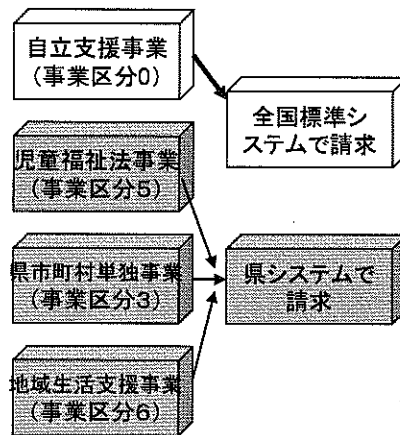 自立支援事業
(事業区分0)
全国標準シ
ステムで請求
児童福祉法事業
(事業区分5)
県市町村単独事業
(事業区分3)
県システムで
請求
地域生活支援事業
(事業区分6)